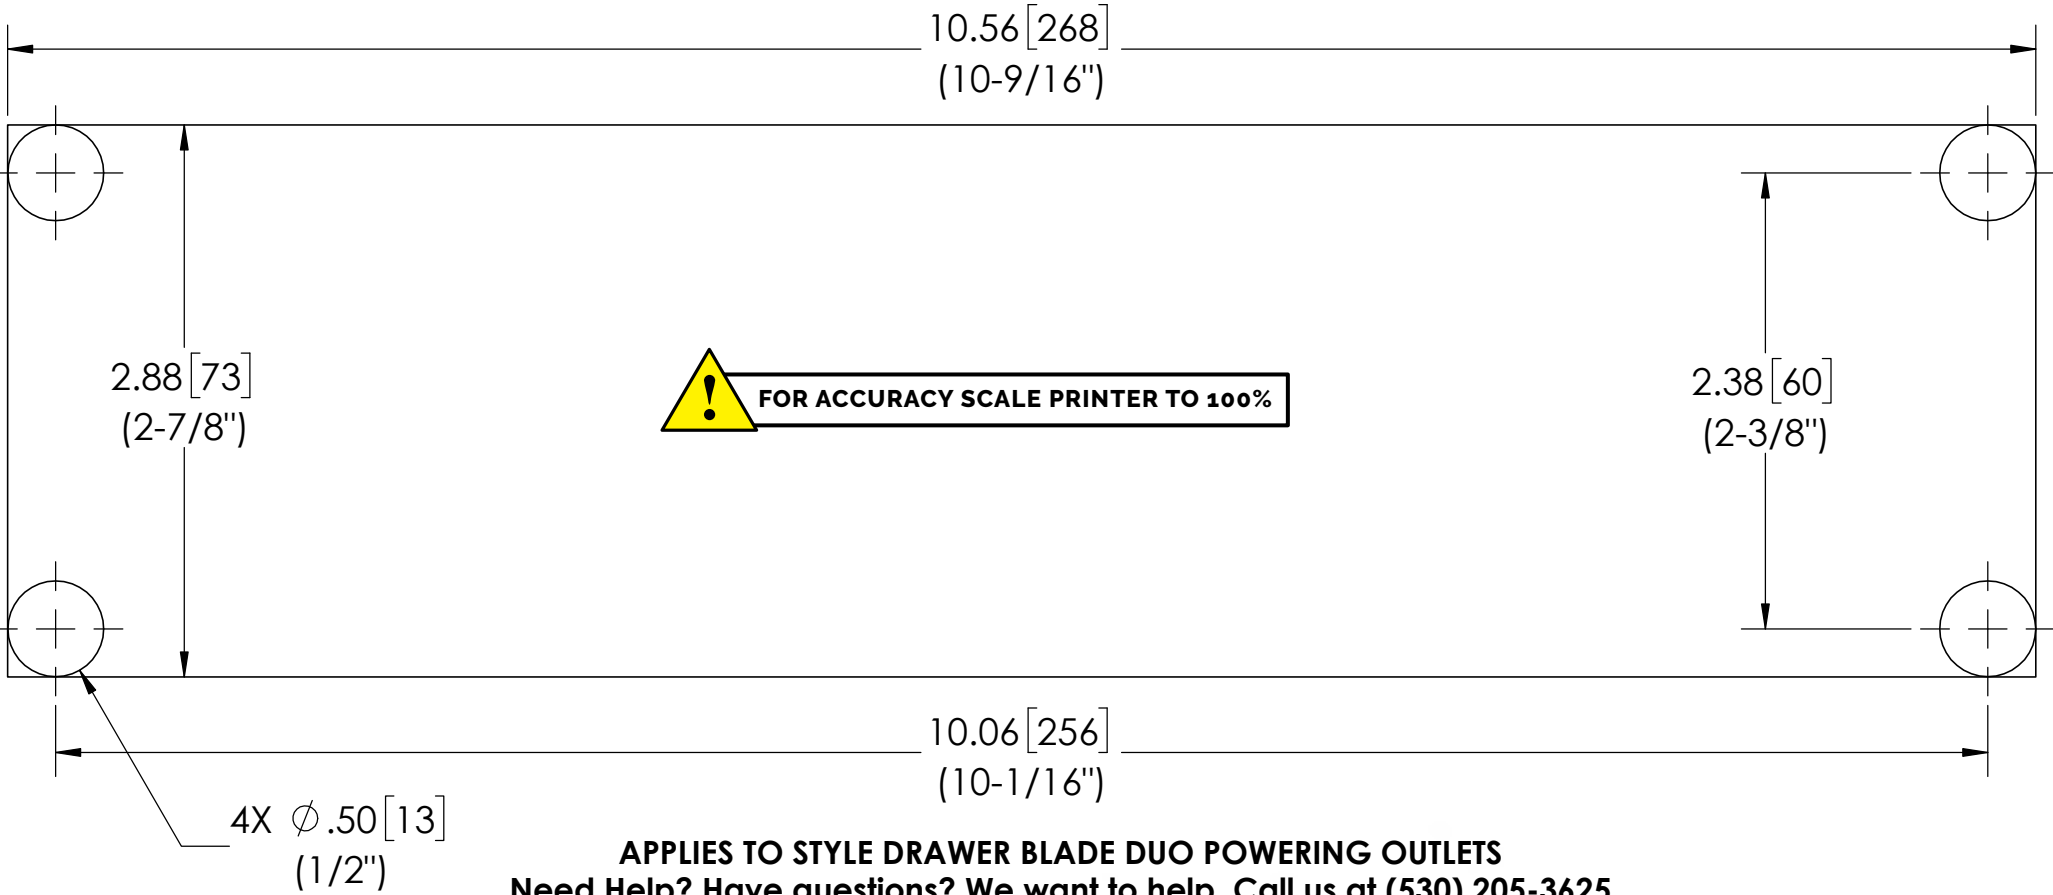 10.56[268]
(10-9/16")
2.88[73]
(2-7/8")
FOR ACCURACY SCALE PRINTER TO 100%
2.38[60]
(2-3/8")
10.06[256]
(10-1/16")
4X ∅.50[13]
(1/2")
APPLIES TO STYLE DRAWER BLADE DUO POWERING OUTLETS
Need Help? Have questions? We want to help. Call us at (530) 205-3625